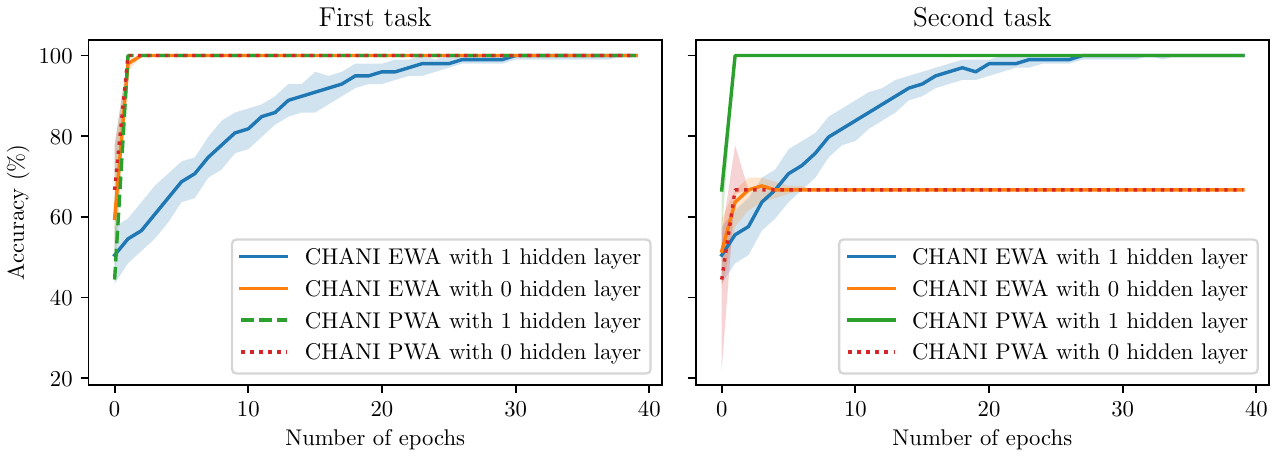 First task
Second task
Accuracy (%)
100
80
60
40
20
CHANI EWA with 1 hidden layer
CHANI EWA with 0 hidden layer
CHANI PWA with 1 hidden layer
CHANI PWA with 0 hidden layer
0
10
20
30
40
Number of epochs
CHANI EWA with 1 hidden layer
CHANI EWA with 0 hidden layer
CHANI PWA with 1 hidden layer
CHANI PWA with 0 hidden layer
0
10
20
30
40
Number of epochs